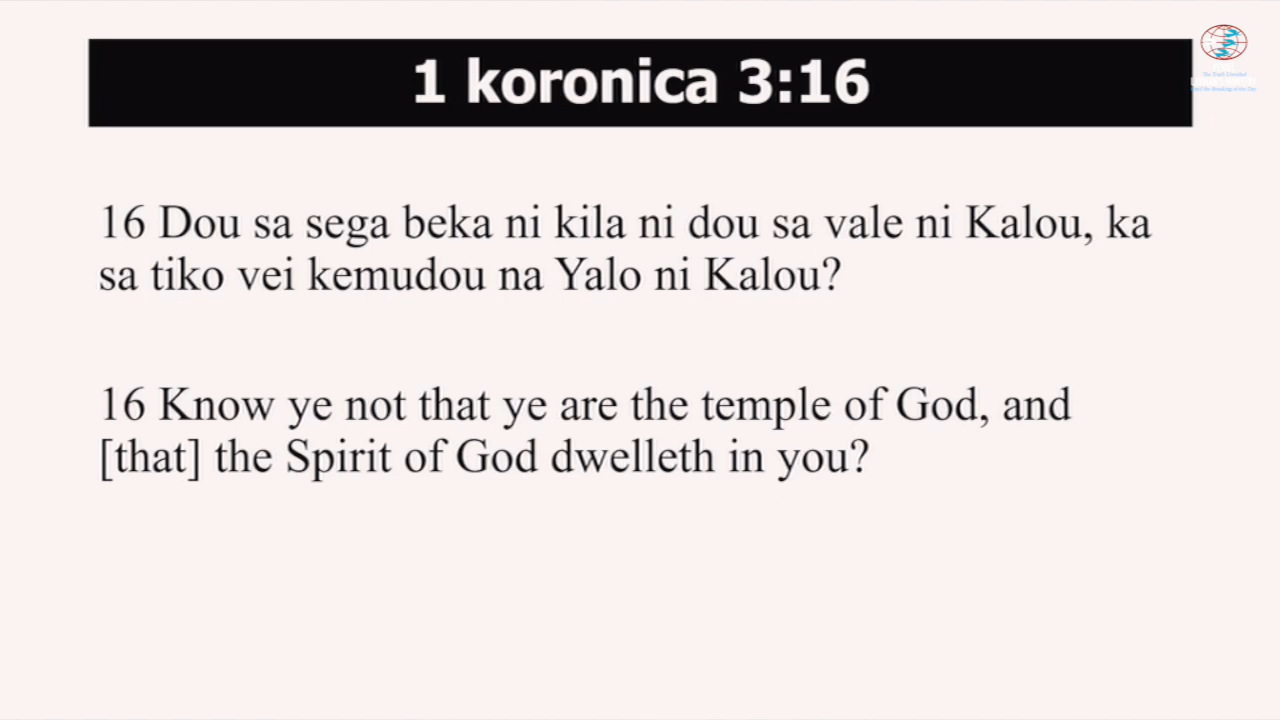 1 koronica 3:16
16 Dou sa sega beka ni kila ni dou sa vale ni Kalou, ka
sa tiko vei kemudou na Yalo ni Kalou?
16 Know ye not that ye are the temple of God, and
[that] the Spirit of God dwelleth in you?